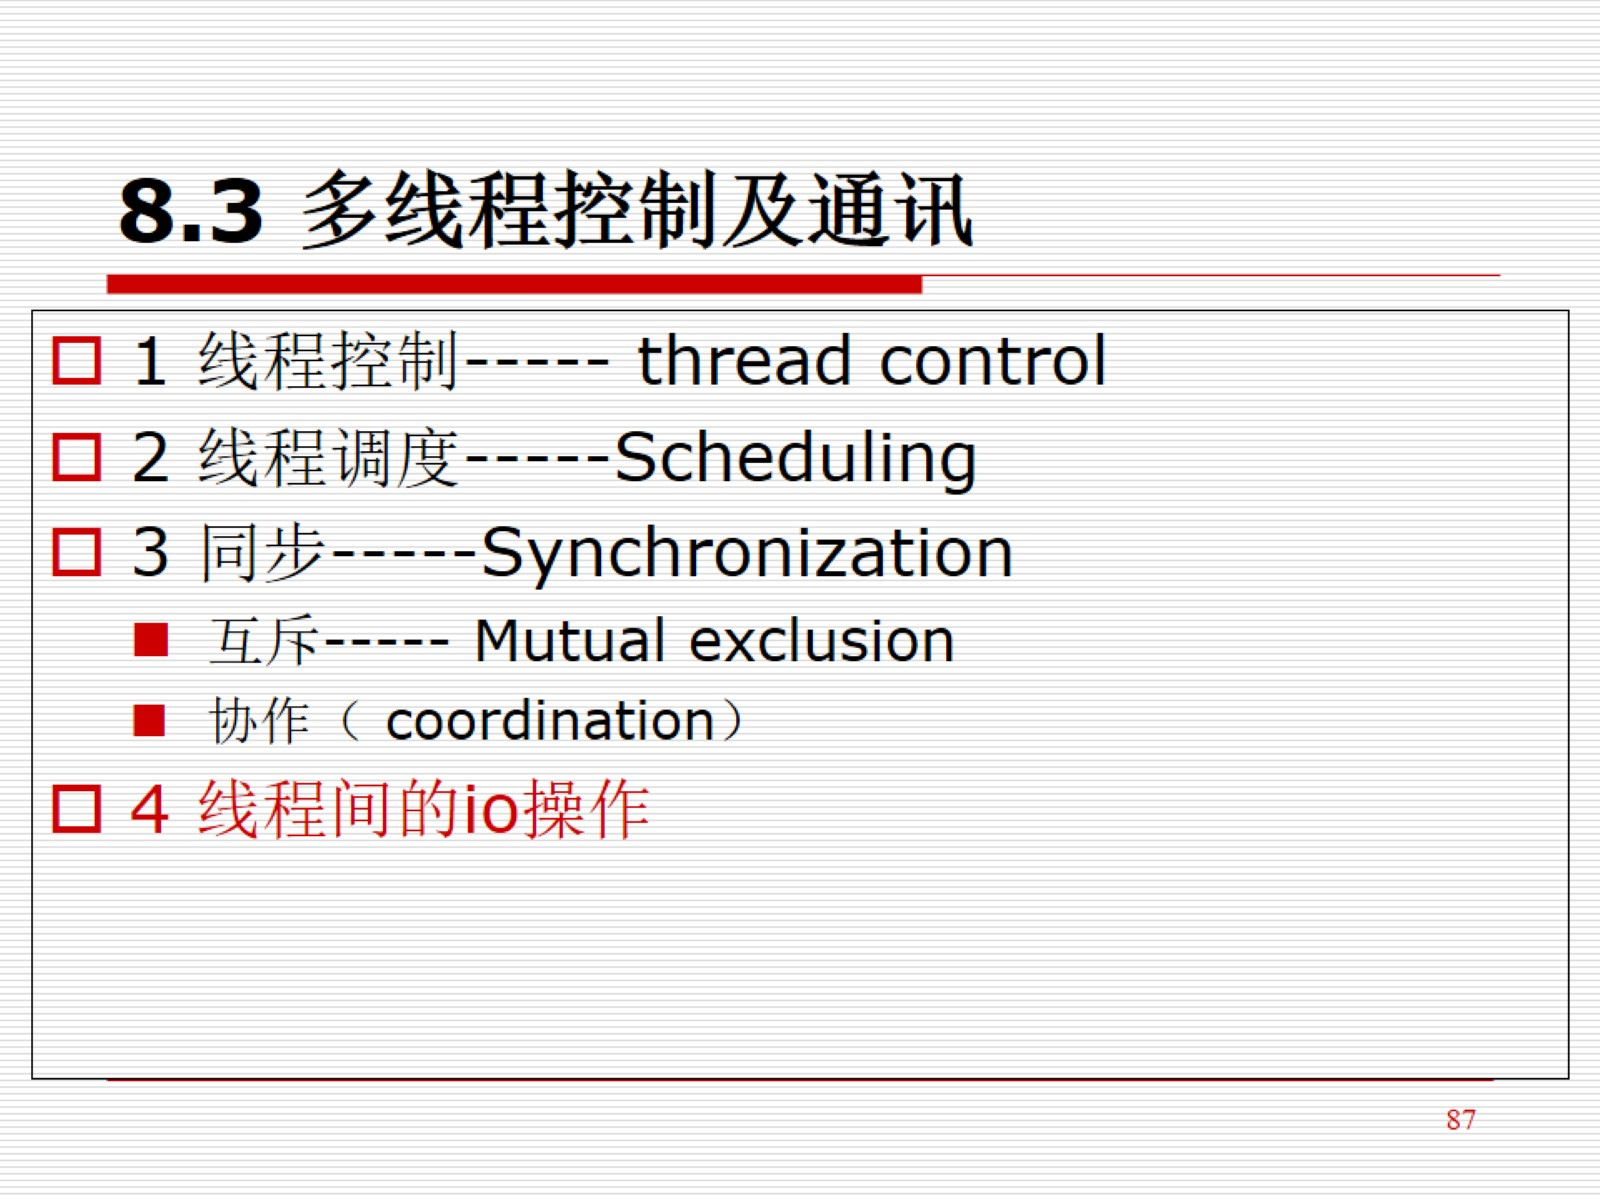 8.3 多线程控制及通讯
1 线程控制----- thread control
2 线程调度-----Scheduling
3 同步-----Synchronization
互斥----- Mutual exclusion
协作（ coordination）
4 线程间的io操作
87